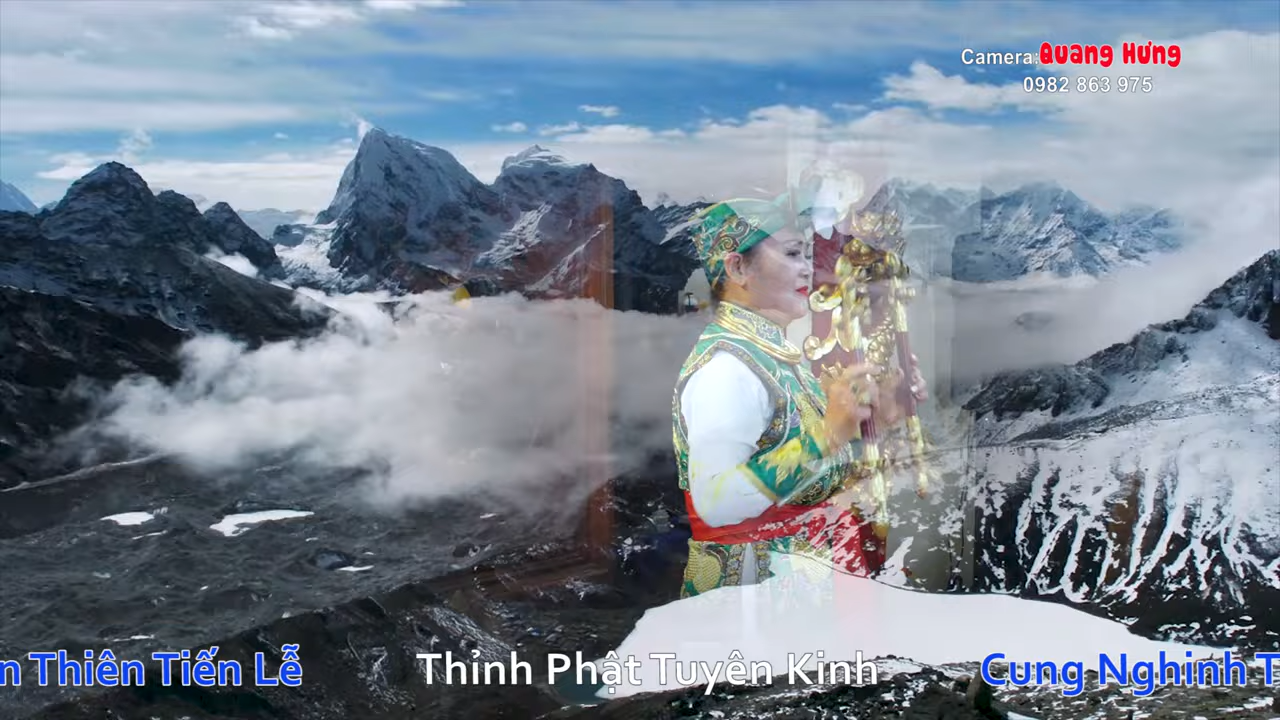 Camera: Quang Hưng
0982 863 975
Thiên Tiến Lễ Thỉnh Phật Tuyên Kinh Cung Nghinh